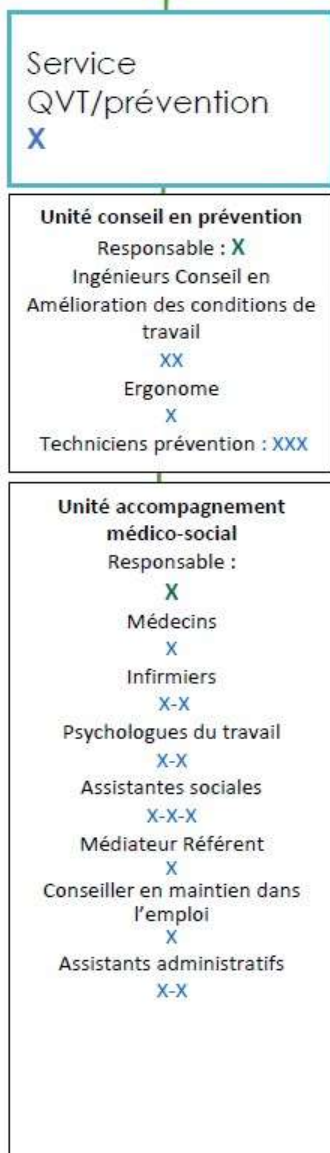 Service
QVT/prévention
X
Unité conseil en prévention
Responsable : X
Ingénieurs Conseil en
Amélioration des conditions de
travail
XX
Ergonome
X
Techniciens prévention : XXX
Unité accompagnement
médico-social
Responsable :
X
Médecins
X
Infirmiers
X-X
Psychologues du travail
X-X
Assistantes sociales
X-X-X
Médiateur Référent
X
Conseiller en maintien dans
l'emploi
X
Assistants administratifs
X-X